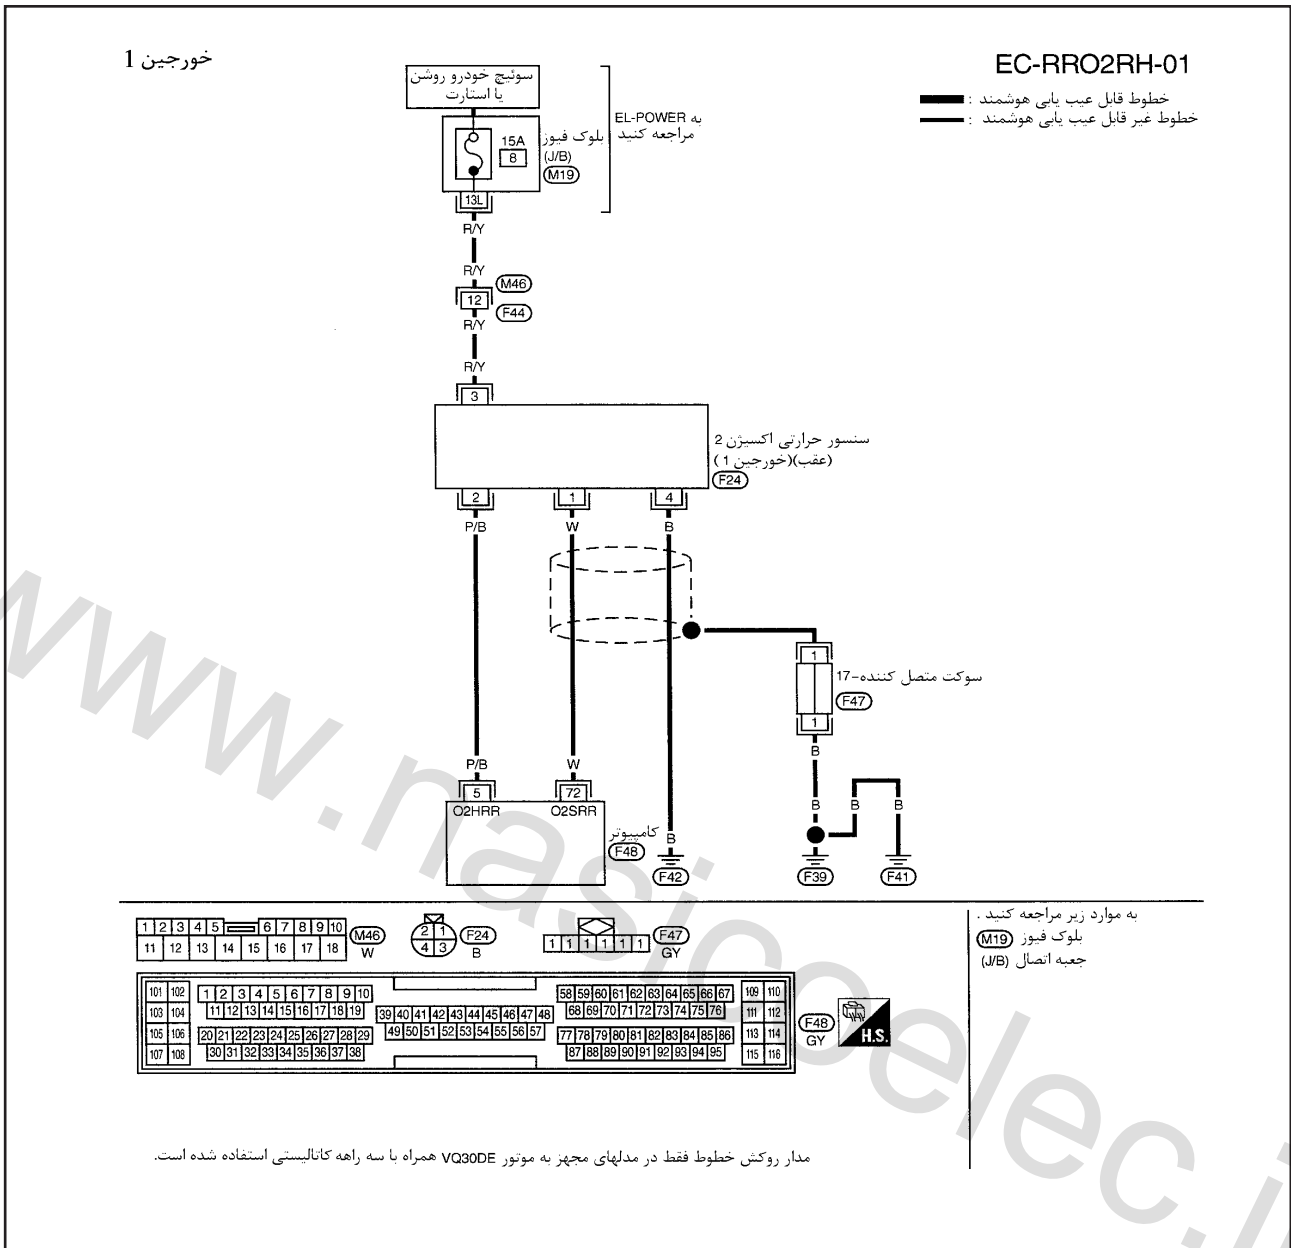 خورجین 1
EC-RRO2RH-01
خطوط قابل عیب یابی هوشمند :
خطوط غیر قابل عیب یابی هوشمند :
سوئیچ خودرو روشن
یا استارت
به EL-POWER
مراجعه کنید
15A
8
بلوک فیوز
(J/B)
M19
13L
R/Y
R/Y
M46
12
F44
R/Y
R/Y
3
سنسور حرارتی اکسیژن 2
(عقب)(خورجین 1 )
F24
2
1
4
P/B
W
B
1
سوکت متصل کننده-17
F47
1
B
P/B
W
5
72
B
B
B
O2HRR
O2SRR
کامپیوتر
F48
B
F42
F39
F41
1 2 3 4 5 6 7 8 9 10
11 12 13 14 15 16 17 18
M46
W
2 1
4 3
F24
B
1 1 1 1 1 1
F47
GY
به موارد زیر مراجعه کنید .
بلوک فیوز M19
جعبه اتصال (J/B)
101 102
103 104
105 106
107 108
1 2 3 4 5 6 7 8 9 10
11 12 13 14 15 16 17 18 19
20 21 22 23 24 25 26 27 28 29
30 31 32 33 34 35 36 37 38
39 40 41 42 43 44 45 46 47 48
49 50 51 52 53 54 55 56 57
58 59 60 61 62 63 64 65 66 67
68 69 70 71 72 73 74 75 76
77 78 79 80 81 82 83 84 85 86
87 88 89 90 91 92 93 94 95
109 110
111 112
113 114
115 116
F48
GY
H.S.
مدار روکش خطوط فقط در مدلهای مجهز به موتور VQ30DE همراه با سه راهه کاتالیستی استفاده شده است.
www.nasicoelec.i